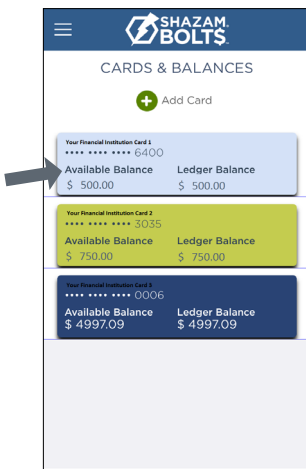 SHAZAM.
BOLT$.
CARDS & BALANCES
Add Card
Your Financial Institution Card 1
•••• •••• •••• 6400
Available Balance Ledger Balance
$ 500.00 $ 500.00
Your Financial Institution Card 2
•••• •••• •••• 3035
Available Balance Ledger Balance
$ 750.00 $ 750.00
Your Financial Institution Card 3
•••• •••• •••• 0006
Available Balance Ledger Balance
$ 4997.09 $ 4997.09